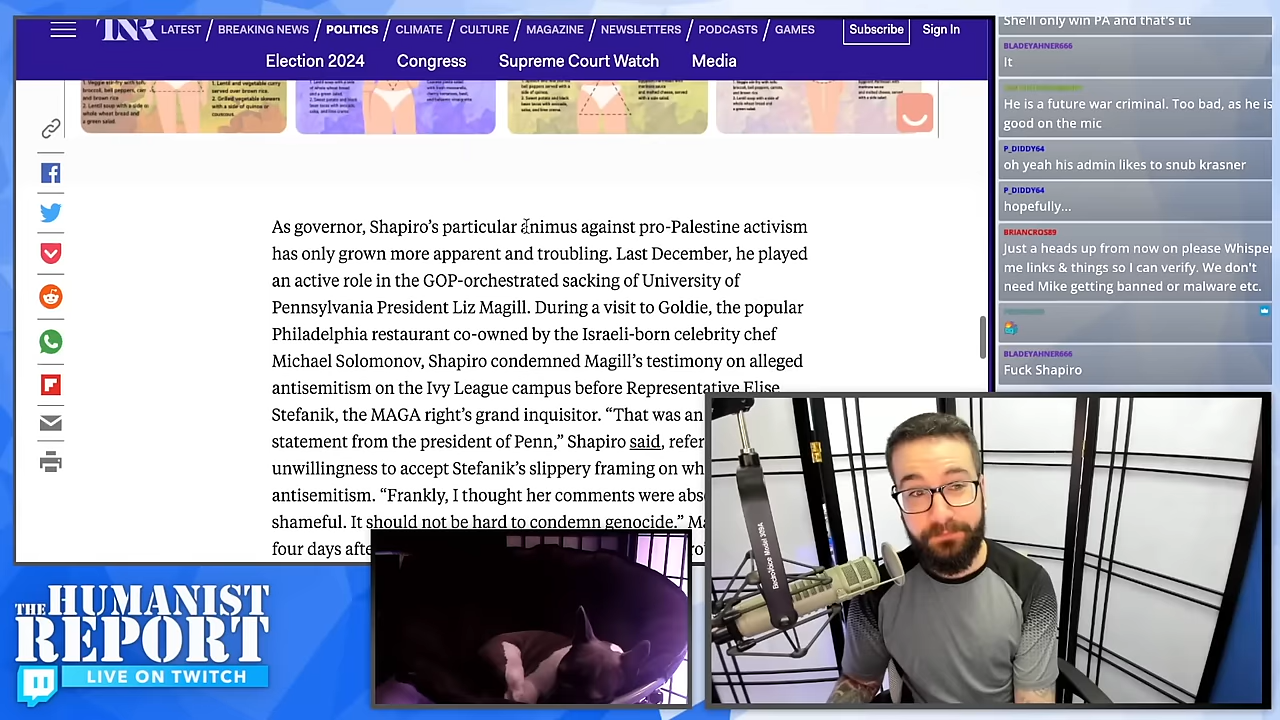 TNR
LATEST
BREAKING NEWS
POLITICS
CLIMATE
CULTURE
MAGAZINE
NEWSLETTERS
PODCASTS
GAMES
Subscribe
Sign In
Election 2024
Congress
Supreme Court Watch
Media
As governor, Shapiro’s particular animus against pro-Palestine activism
has only grown more apparent and troubling. Last December, he played
an active role in the GOP-orchestrated sacking of University of
Pennsylvania President Liz Magill. During a visit to Goldie, the popular
Philadelphia restaurant co-owned by the Israeli-born celebrity chef
Michael Solomonov, Shapiro condemned Magill’s testimony on alleged
antisemitism on the Ivy League campus before Representative Elise
Stefanik, the MAGA right’s grand inquisitor. “That was an
statement from the president of Penn,” Shapiro said, refer
unwillingness to accept Stefanik’s slippery framing on wh
antisemitism. “Frankly, I thought her comments were abs
shameful. It should not be hard to condemn genocide.” Ma
four days afte
She'll only win PA and that's ut
BLADEYAHNER666
It
He is a future war criminal. Too bad, as he is
good on the mic
P_DIDDY64
oh yeah his admin likes to snub krasner
P_DIDDY64
hopefully...
BRIANCROS89
Just a heads up from now on please Whisper
me links & things so I can verify. We don't
need Mike getting banned or malware etc.
BLADEYAHNER666
Fuck Shapiro
THE HUMANIST
REPORT
LIVE ON TWITCH